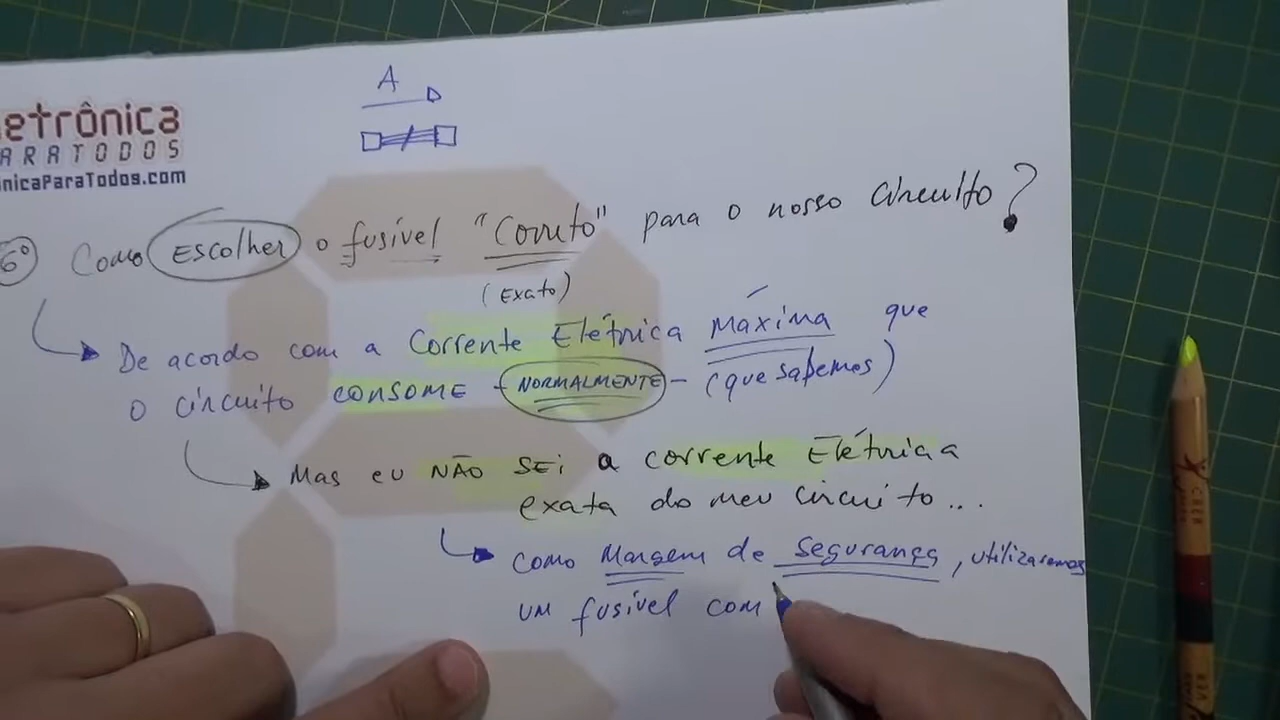 etrônica
ARATODOS
nicaParaTodos.com
A
6º Como escolher o fusível "Correto" para o nosso circuito?
(exato)
De acordo com a Corrente Elétrica Máxima que
o circuito consome - NORMALMENTE - (que sabemos)
Mas eu NÃO SEI a corrente Elétrica
exata do meu circuito...
como Margem de Segurança, utilizaremos
um fusível com